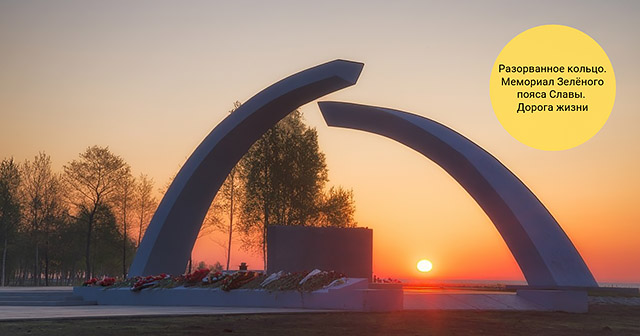 Разорванное кольцо.
Мемориал Зелёного
пояса Славы.
Дорога жизни